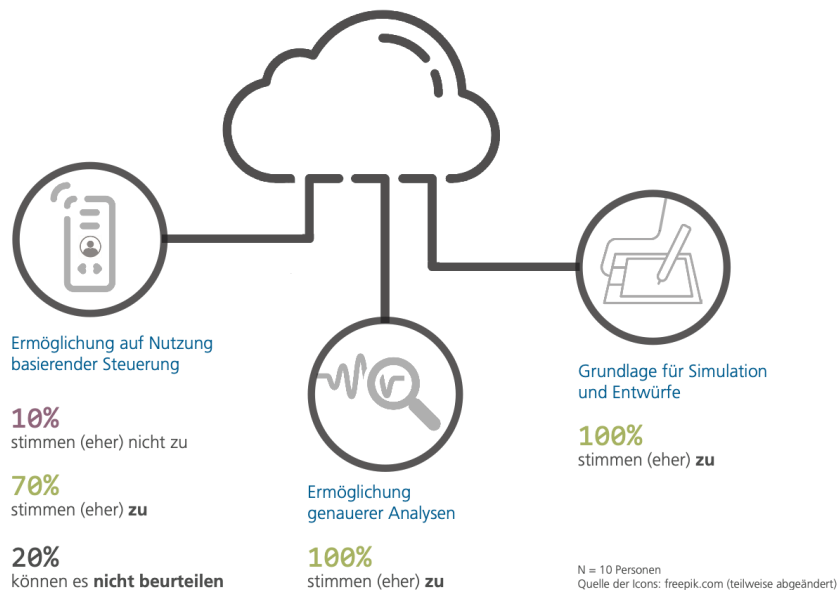 Ermöglichung auf Nutzung
basierender Steuerung
10%
stimmen (eher) nicht zu
70%
stimmen (eher) zu
20%
können es nicht beurteilen
Ermöglichung
genauerer Analysen
100%
stimmen (eher) zu
Grundlage für Simulation
und Entwürfe
100%
stimmen (eher) zu
N = 10 Personen
Quelle der Icons: freepik.com (teilweise abgeändert)